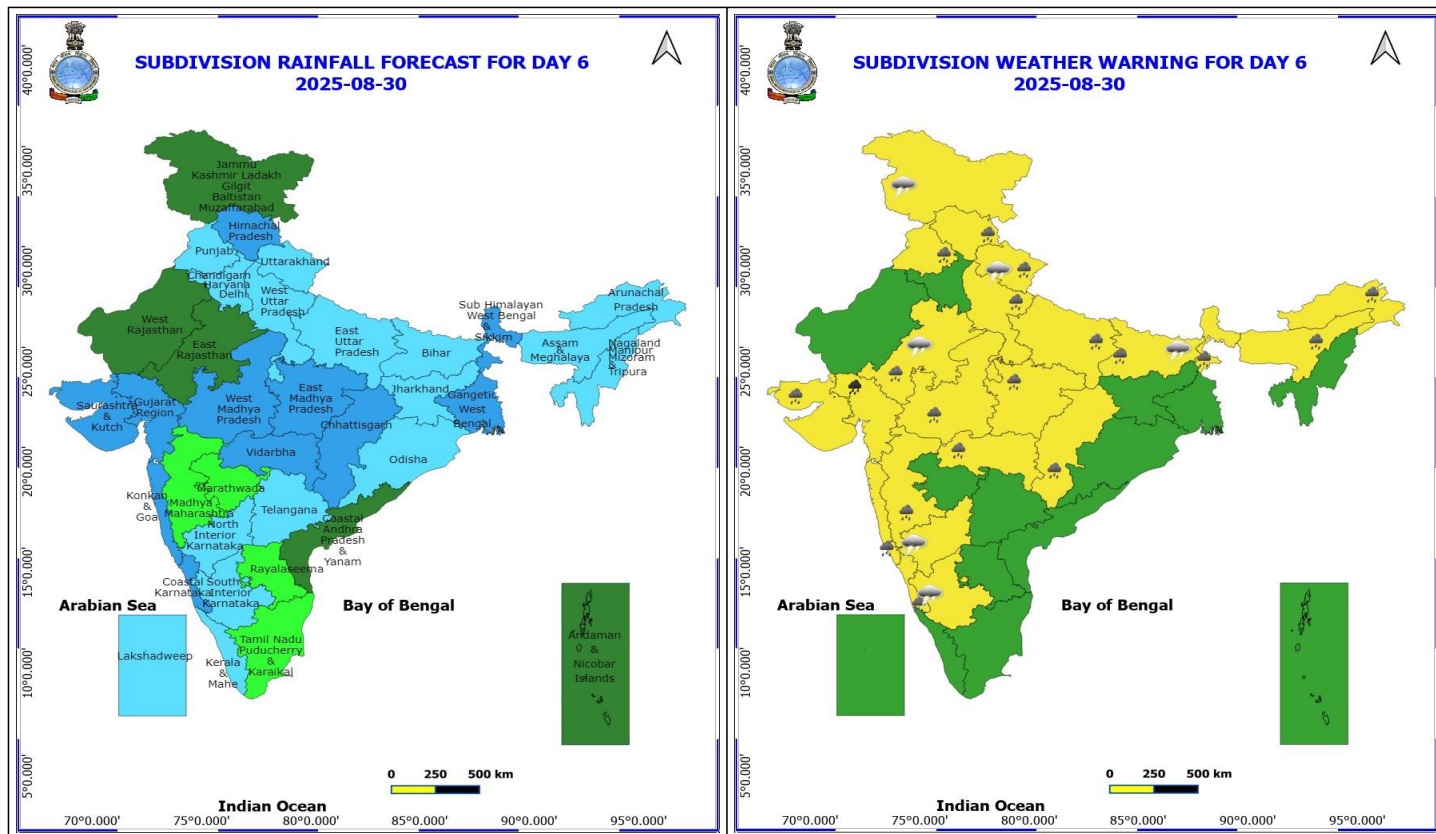 SUBDIVISION RAINFALL FORECAST FOR DAY 6
2025-08-30
40°0.000'
35°0.000'
30°0.000'
25°0.000'
20°0.000'
15°0.000'
10°0.000'
5°0.000'
Jammu
Kashmir Ladakh
Gilgit
Baltistan
Muzaffarabad
Himachal
Pradesh
Punjab
Uttarakhand
Chandigarh
Haryana
Delhi
West
Uttar
Pradesh
West
Rajasthan
East
Rajasthan
East
Uttar
Pradesh
Bihar
Sub Himalayan
West Bengal
&
Sikkim
Arunachal
Pradesh
Assam
&
Meghalaya
Nagaland
Manipur
Mizoram
&
Tripura
Jharkhand
Gangetic
West
Bengal
Saurashtra
&
Kutch
Gujarat
Region
West
Madhya
Pradesh
East
Madhya
Pradesh
Chhattisgarh
Vidarbha
Odisha
Konkan
&
Goa
Madhya
Maharashtra
Marathwada
Telangana
North
Interior
Karnataka
Coastal
Andhra
Pradesh
&
Yanam
Rayalaseema
Coastal
Karnataka
South
Interior
Karnataka
Tamil Nadu
Puducherry
&
Karaikal
Kerala
&
Mahe
Arabian Sea
Bay of Bengal
Lakshadweep
Andaman
&
Nicobar
Islands
0 250 500 km
Indian Ocean
70°0.000' 75°0.000' 80°0.000' 85°0.000' 90°0.000' 95°0.000'
SUBDIVISION WEATHER WARNING FOR DAY 6
2025-08-30
40°0.000'
35°0.000'
30°0.000'
25°0.000'
20°0.000'
15°0.000'
10°0.000'
5°0.000'
Arabian Sea
Bay of Bengal
0 250 500 km
Indian Ocean
70°0.000' 75°0.000' 80°0.000' 85°0.000' 90°0.000' 95°0.000'